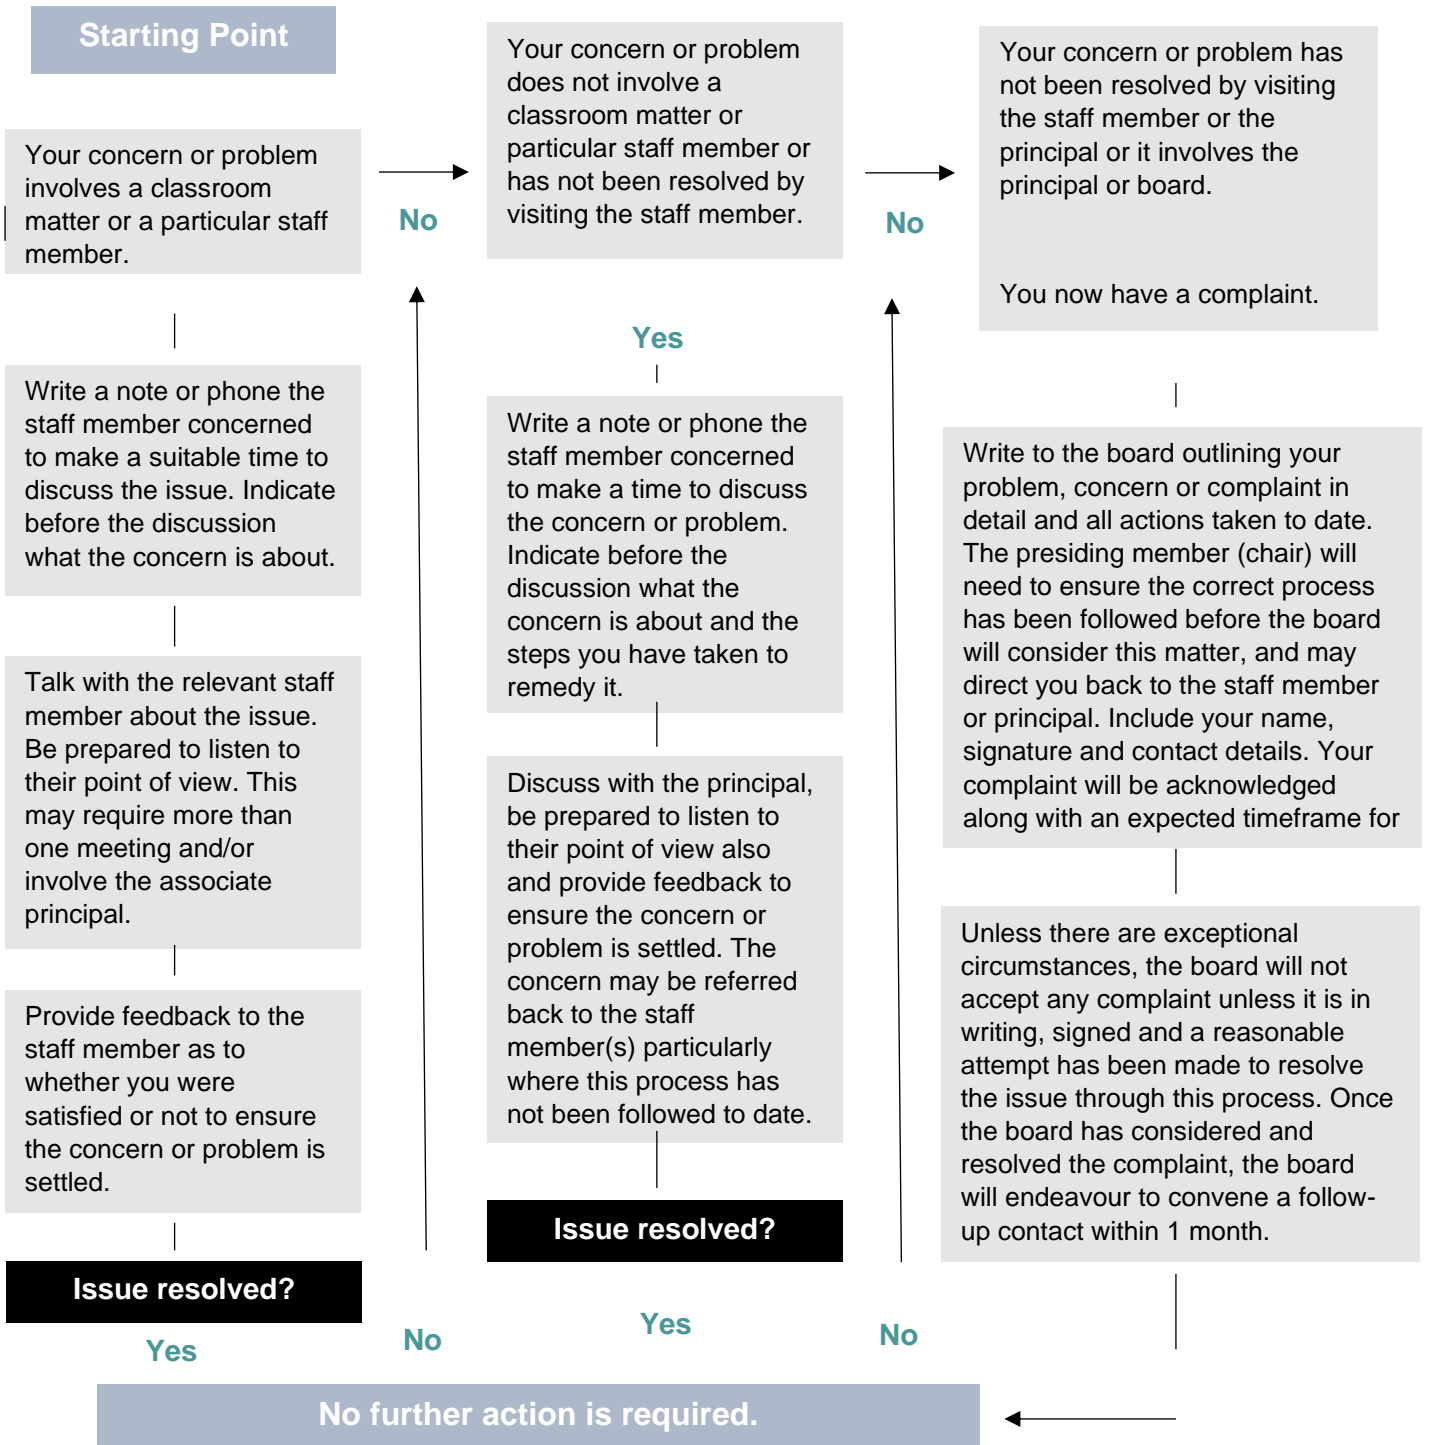 Starting Point
Your concern or problem
involves a classroom
matter or a particular staff
member.
Write a note or phone the
staff member concerned
to make a suitable time to
discuss the issue. Indicate
before the discussion
what the concern is about.
Talk with the relevant staff
member about the issue.
Be prepared to listen to
their point of view. This
may require more than
one meeting and/or
involve the associate
principal.
Provide feedback to the
staff member as to
whether you were
satisfied or not to ensure
the concern or problem is
settled.
Issue resolved?
Yes
No
No
Your concern or problem
does not involve a
classroom matter or
particular staff member or
has not been resolved by
visiting the staff member.
Yes
Write a note or phone the
staff member concerned
to make a time to discuss
the concern or problem.
Indicate before the
discussion what the
concern is about and the
steps you have taken to
remedy it.
Discuss with the principal,
be prepared to listen to
their point of view also
and provide feedback to
ensure the concern or
problem is settled. The
concern may be referred
back to the staff
member(s) particularly
where this process has
not been followed to date.
Issue resolved?
Yes
No
No
Your concern or problem has
not been resolved by visiting
the staff member or the
principal or it involves the
principal or board.
You now have a complaint.
Write to the board outlining your
problem, concern or complaint in
detail and all actions taken to date.
The presiding member (chair) will
need to ensure the correct process
has been followed before the board
will consider this matter, and may
direct you back to the staff member
or principal. Include your name,
signature and contact details. Your
complaint will be acknowledged
along with an expected timeframe for
Unless there are exceptional
circumstances, the board will not
accept any complaint unless it is in
writing, signed and a reasonable
attempt has been made to resolve
the issue through this process. Once
the board has considered and
resolved the complaint, the board
will endeavour to convene a follow-
up contact within 1 month.
No further action is required.